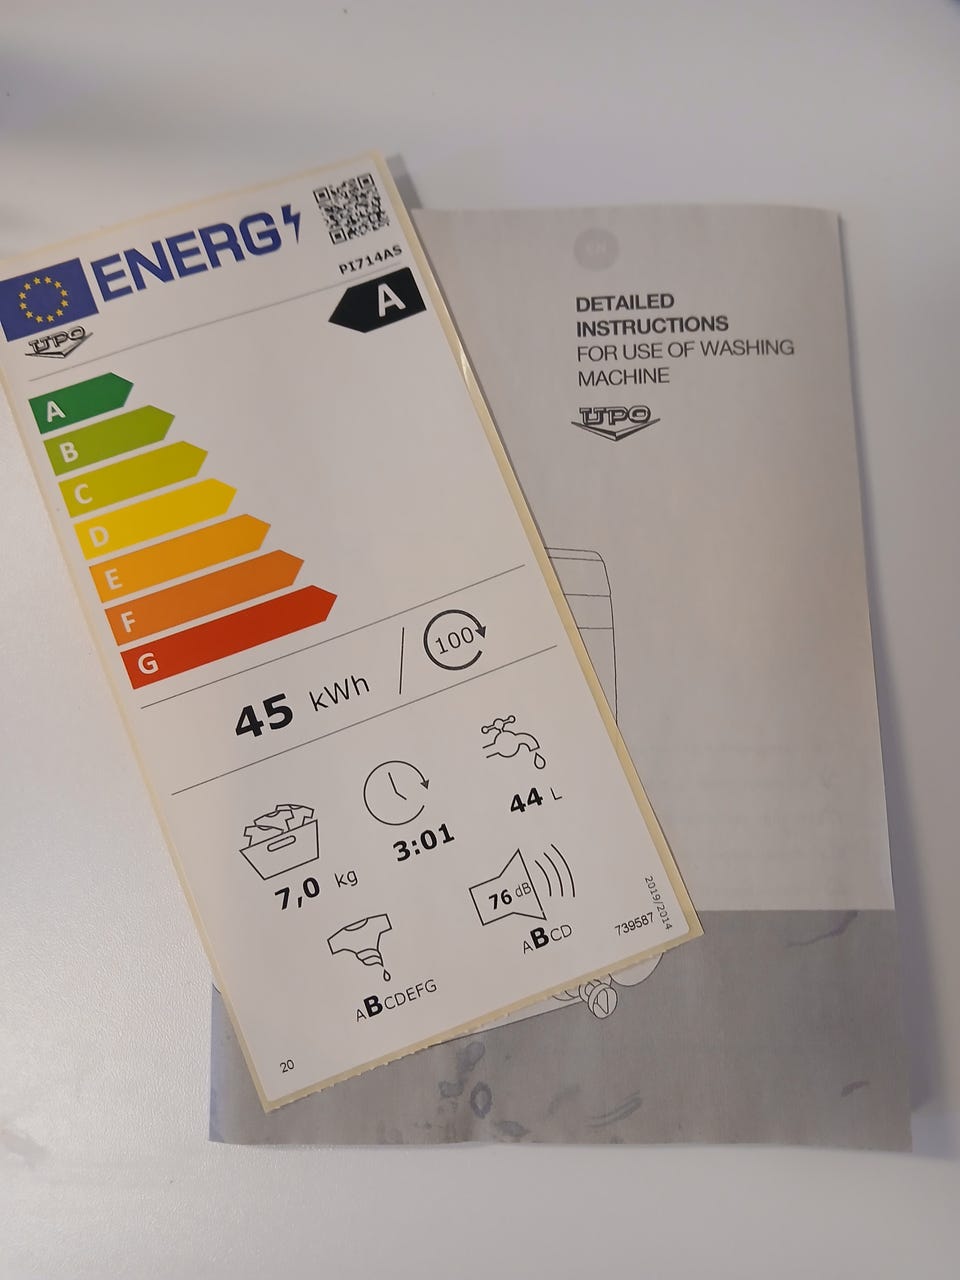 ENERG
PI714AS
UPO
A
A
B
C
D
E
F
G
45 kWh / 100
44 L
3:01
7,0 kg
76 dB
ABCD
ABCDEFG
2019/2014
739587
20
EN
DETAILED
INSTRUCTIONS
FOR USE OF WASHING
MACHINE
UPO